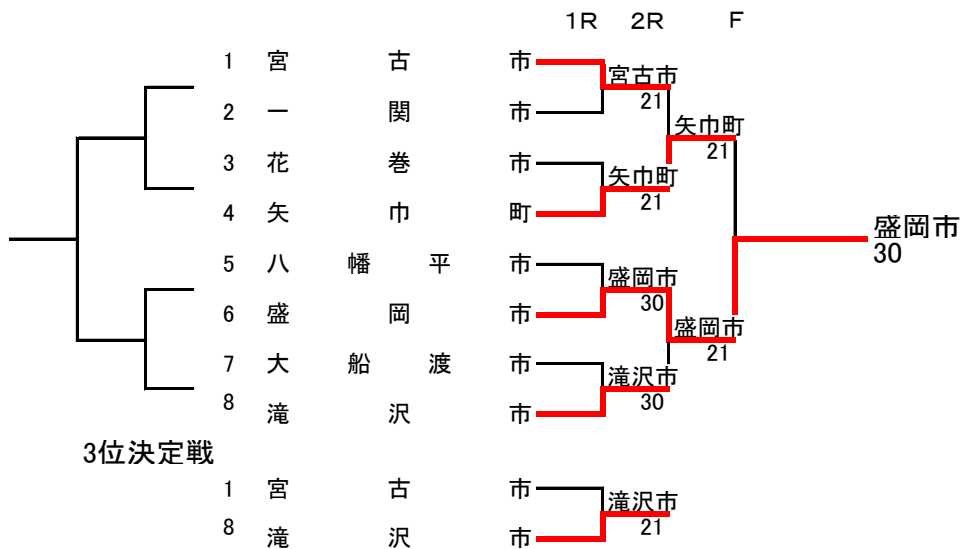 1R 2R F
1 宮古市
宮古市
21
2 一関市
矢巾町
21
3 花巻市
矢巾町
21
4 矢巾町
盛岡市
30
5 八幡平市
盛岡市
30
6 盛岡市
盛岡市
21
7 大船渡市
滝沢市
30
8 滝沢市
3位決定戦
1 宮古市
滝沢市
21
8 滝沢市